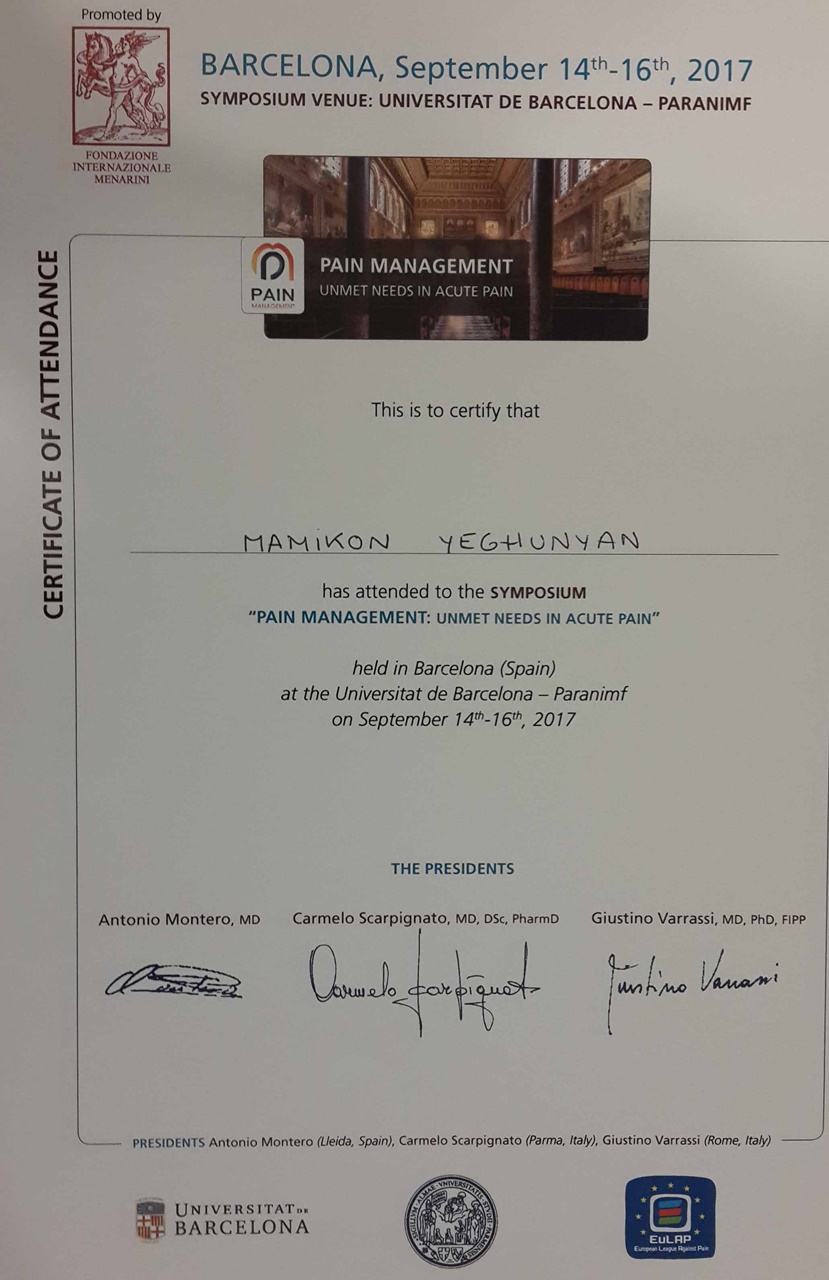 Promoted by
FONDAZIONE
INTERNAZIONALE
MENARINI
BARCELONA, September 14th-16th, 2017
SYMPOSIUM VENUE: UNIVERSITAT DE BARCELONA – PARANIMF
PAIN
MANAGEMENT
PAIN MANAGEMENT
UNMET NEEDS IN ACUTE PAIN
CERTIFICATE OF ATTENDANCE
This is to certify that
MAMIKON YEGHUNYAN
has attended to the SYMPOSIUM
“PAIN MANAGEMENT: UNMET NEEDS IN ACUTE PAIN”
held in Barcelona (Spain)
at the Universitat de Barcelona – Paranimf
on September 14th-16th, 2017
THE PRESIDENTS
Antonio Montero, MD
Carmelo Scarpignato, MD, DSc, PharmD
Giustino Varrassi, MD, PhD, FIPP
Carmelo Scarpignato
Giustino Varrassi
PRESIDENTS Antonio Montero (Lleida, Spain), Carmelo Scarpignato (Parma, Italy), Giustino Varrassi (Rome, Italy)
UNIVERSITAT DE
BARCELONA
EuLAP
European League Against Pain